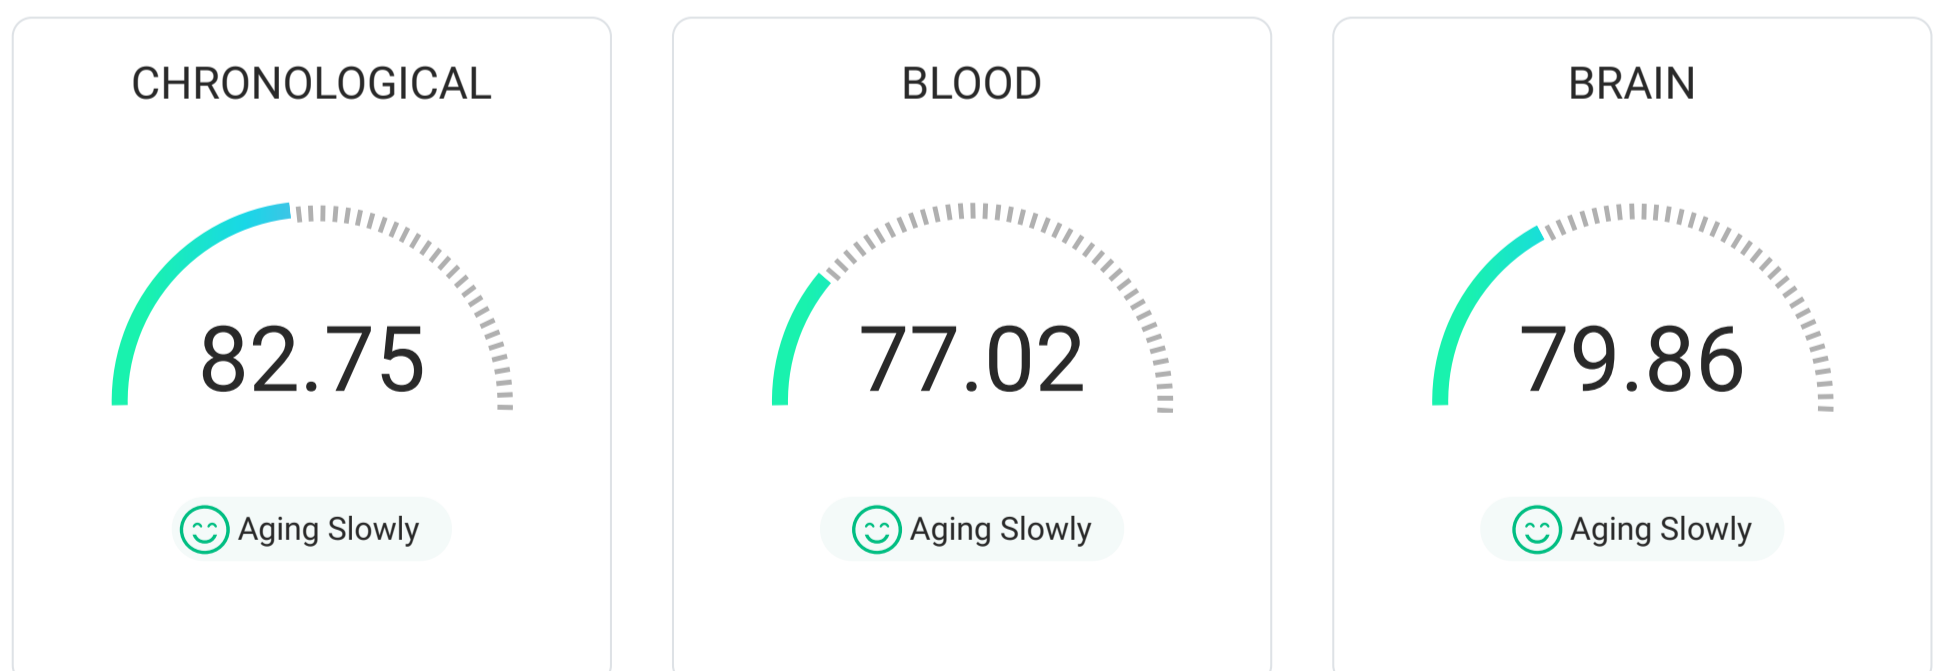 CHRONOLOGICAL
82.75
Aging Slowly
BLOOD
77.02
Aging Slowly
BRAIN
79.86
Aging Slowly